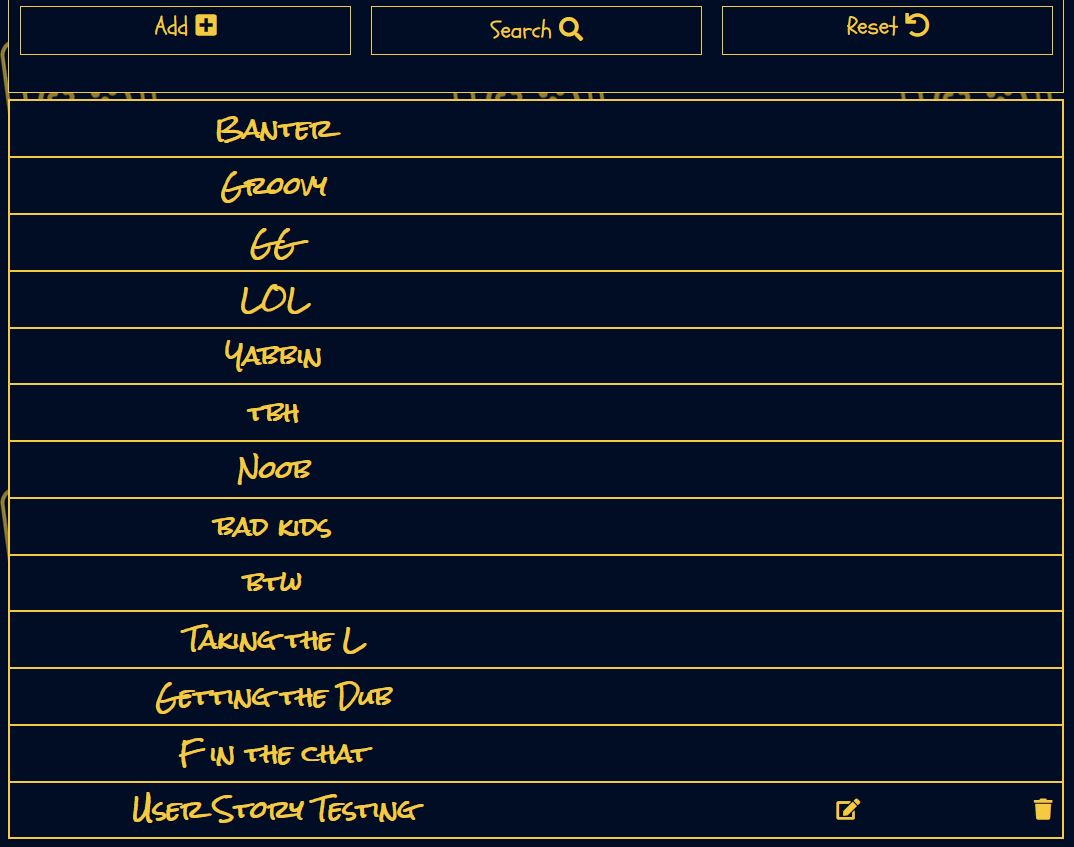 Add Search Reset
Banter
Groovy
GG
LOL
Yabbin
tbh
Noob
bad kids
btw
Taking the L
Getting the Dub
F in the chat
User Story Testing